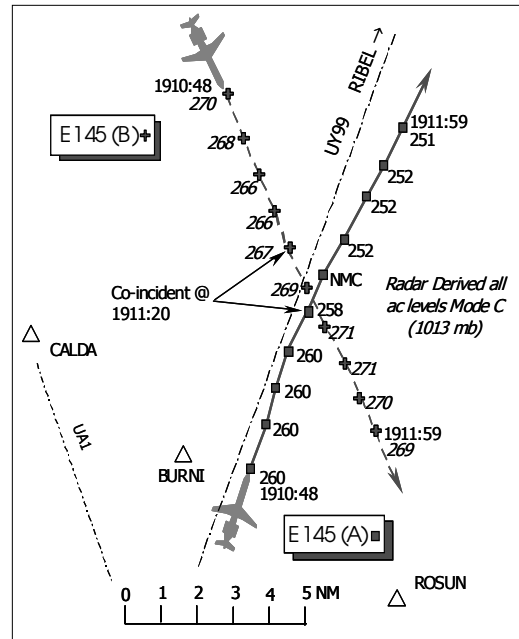 1910:48
270
E145 (B)
268
266
266
267
269
Co-incident @
1911:20
UY99
RIBEL →
1911:59
251
252
252
252
NMC
258
260
260
260
260
1910:48
Radar Derived all
ac levels Mode C
(1013 mb)
271
271
270
1911:59
269
CALDA
UA1
BURNI
E145 (A)
0 1 2 3 4 5 NM
ROSUN